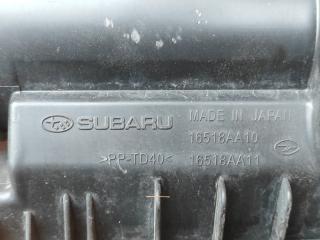 SUBARU
MADE IN JAPAN
16518AA10
>PP-TD40<
16518AA11